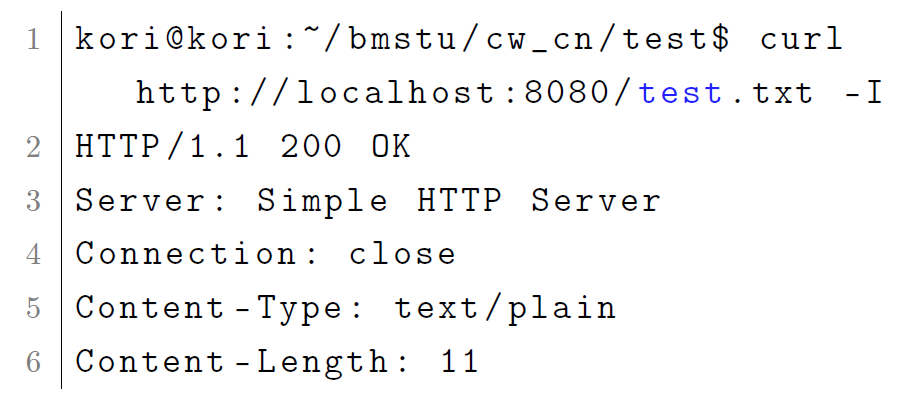 1 kori@kori:~/bmstu/cw_cn/test$ curl
http://localhost:8080/test.txt -I
2 HTTP/1.1 200 OK
3 Server: Simple HTTP Server
4 Connection: close
5 Content-Type: text/plain
6 Content-Length: 11